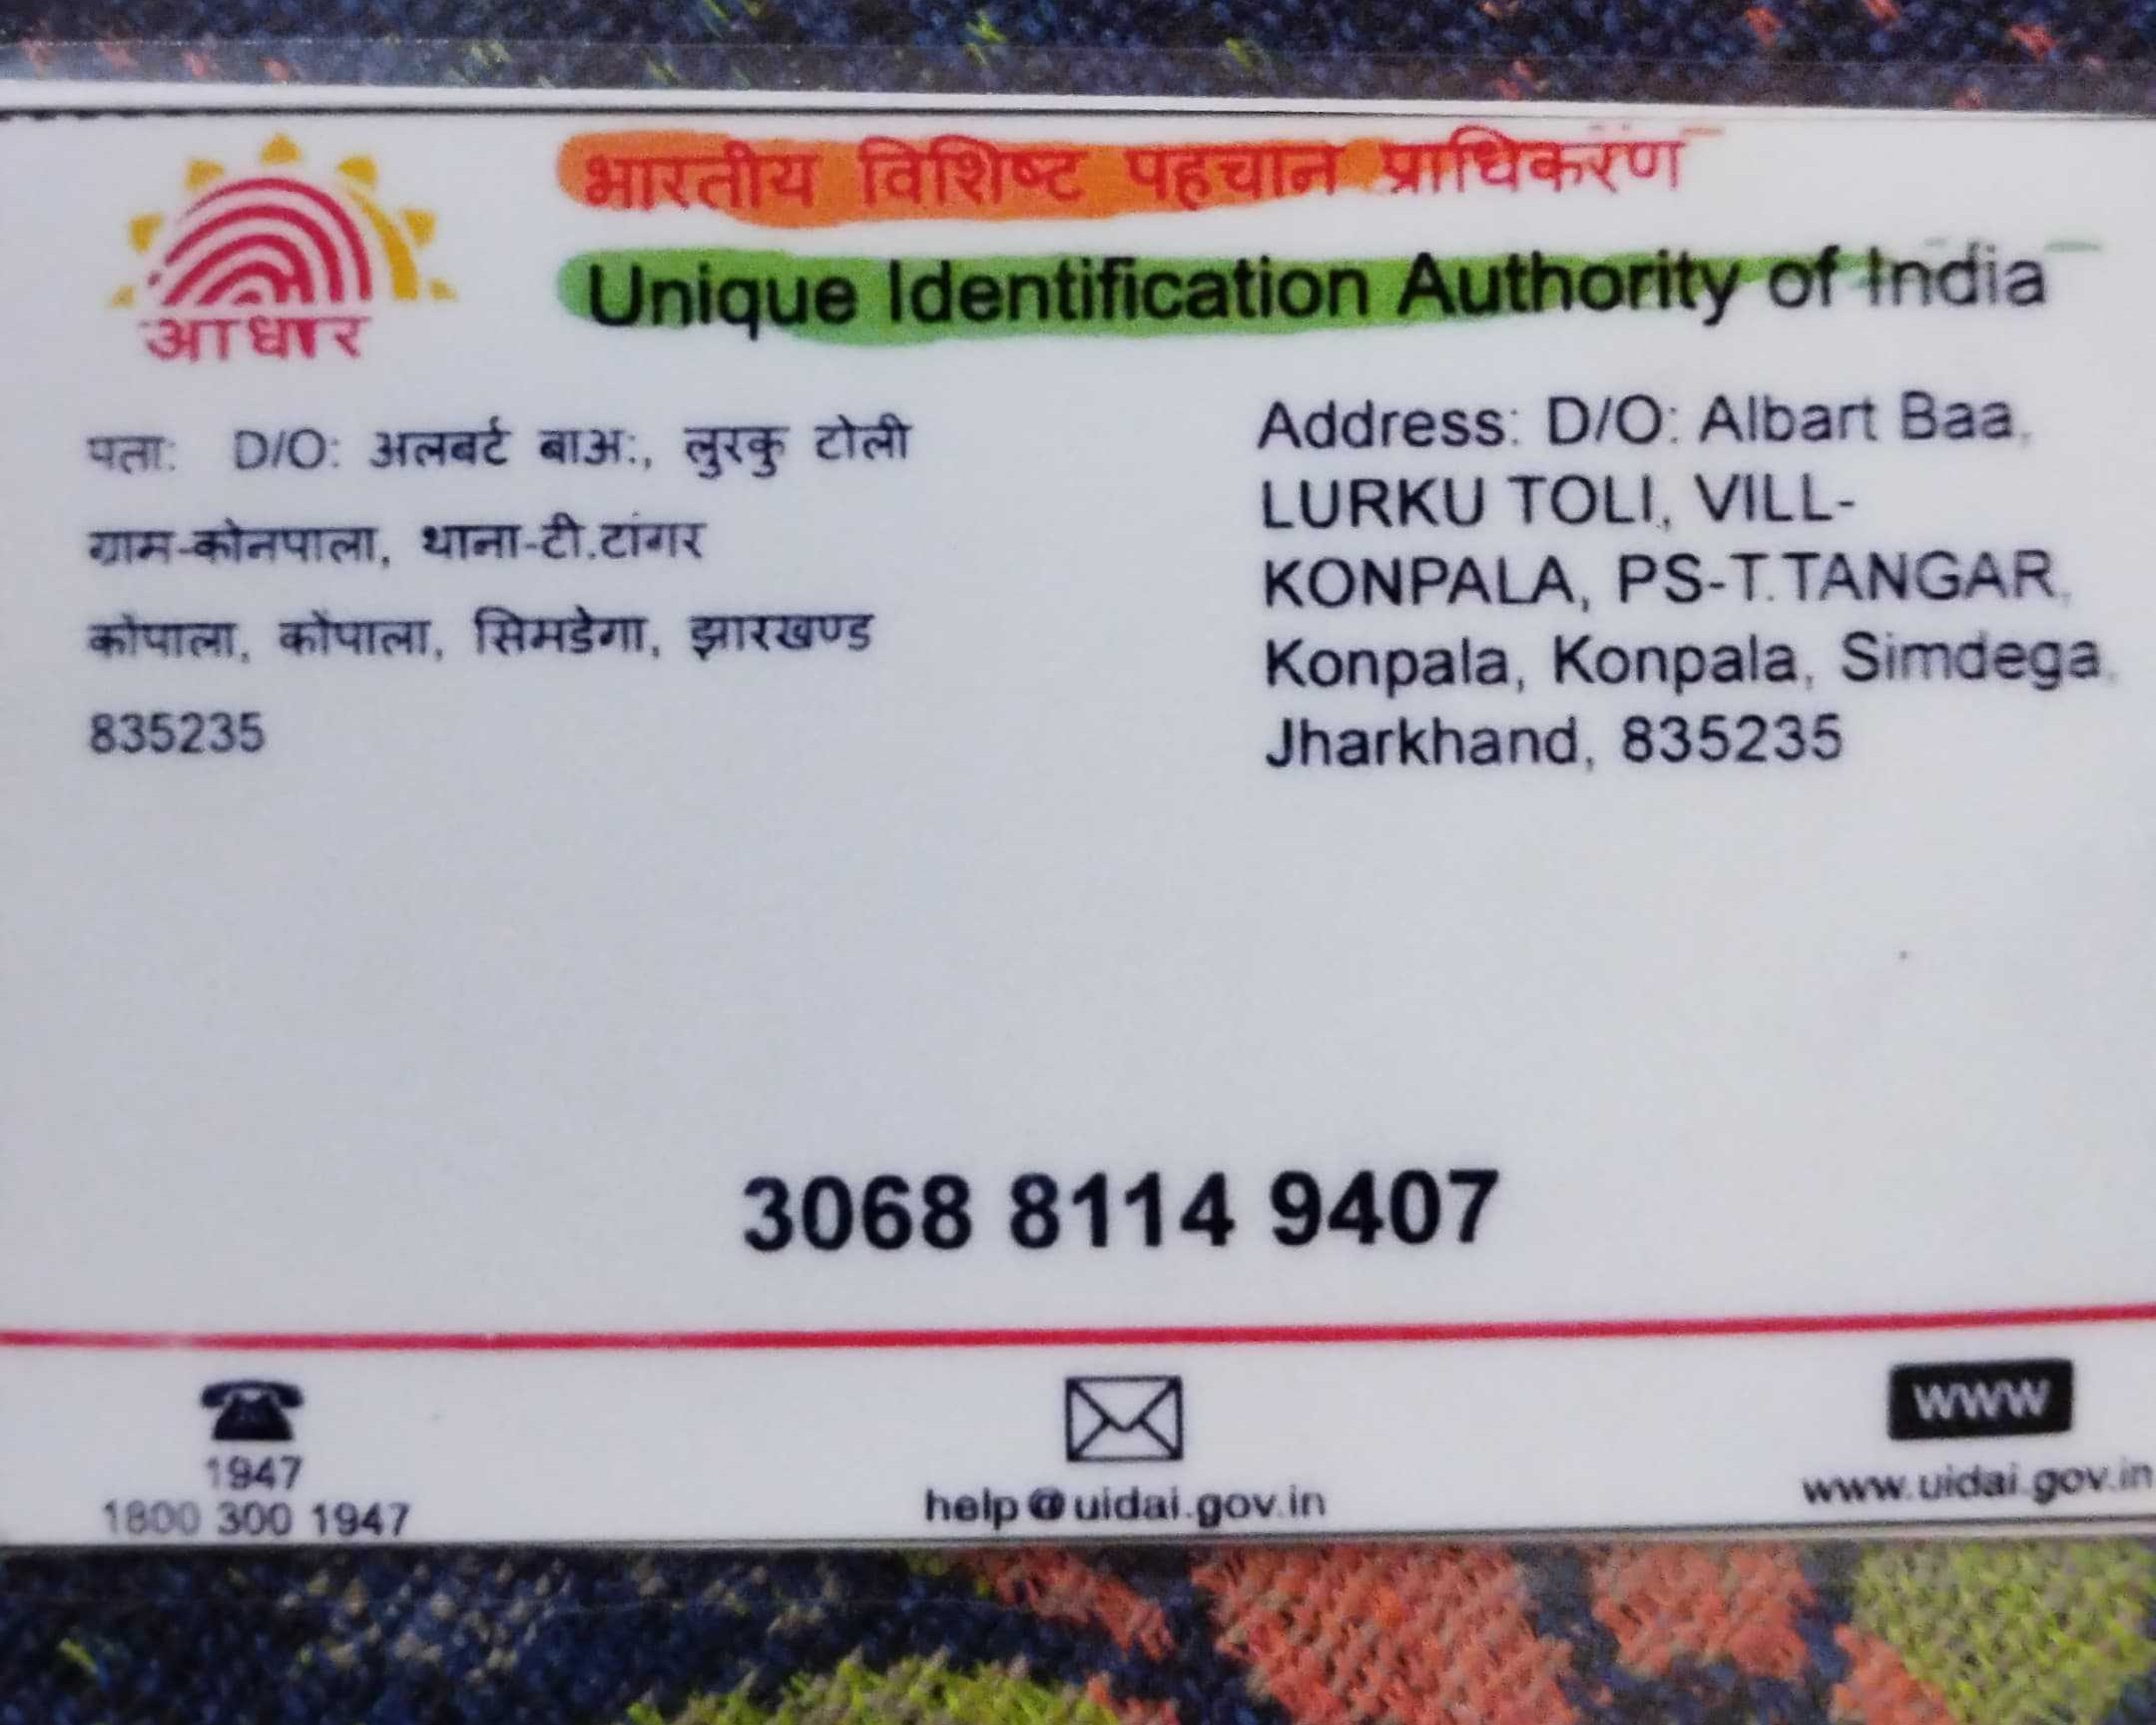 आधार
भारतीय विशिष्ट पहचान प्राधिकरण
Unique Identification Authority of India
पता: D/O: अलबर्ट बाअ:, लुरकु टोली
ग्राम-कोनपाला, थाना-टी.टांगर
कोंपाला, कोंपाला, सिमडेगा, झारखण्ड
835235
Address: D/O: Albart Baa,
LURKU TOLI, VILL-
KONPALA, PS-T.TANGAR,
Konpala, Konpala, Simdega,
Jharkhand, 835235
3068 8114 9407
1947
1800 300 1947
help@uidai.gov.in
www
www.uidai.gov.in